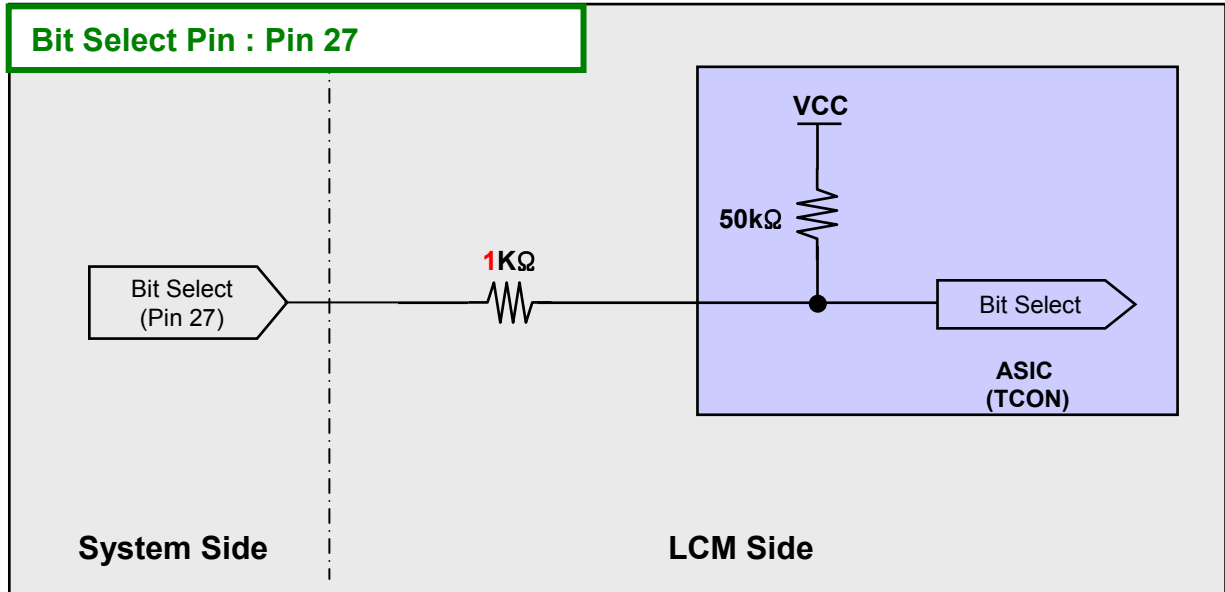 Bit Select Pin : Pin 27
VCC
50kΩ
1KΩ
Bit Select
(Pin 27)
Bit Select
ASIC
(TCON)
System Side
LCM Side